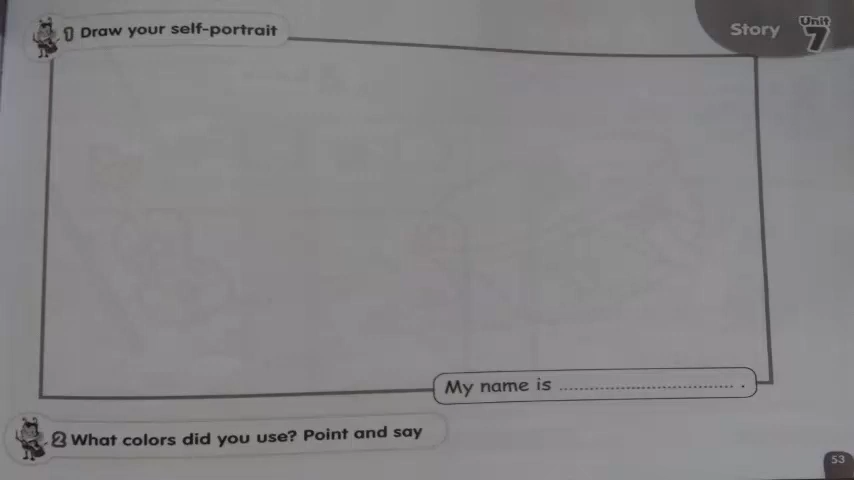 1 Draw your self-portrait
Story Unit 7
My name is ................................ .
2 What colors did you use? Point and say
53